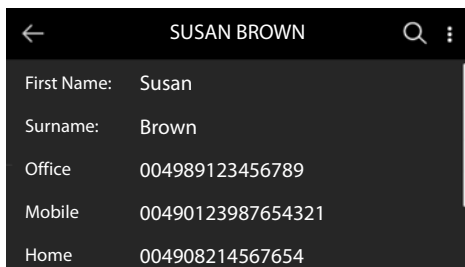 SUSAN BROWN
First Name: Susan
Surname: Brown
Office 004989123456789
Mobile 00490123987654321
Home 004908214567654